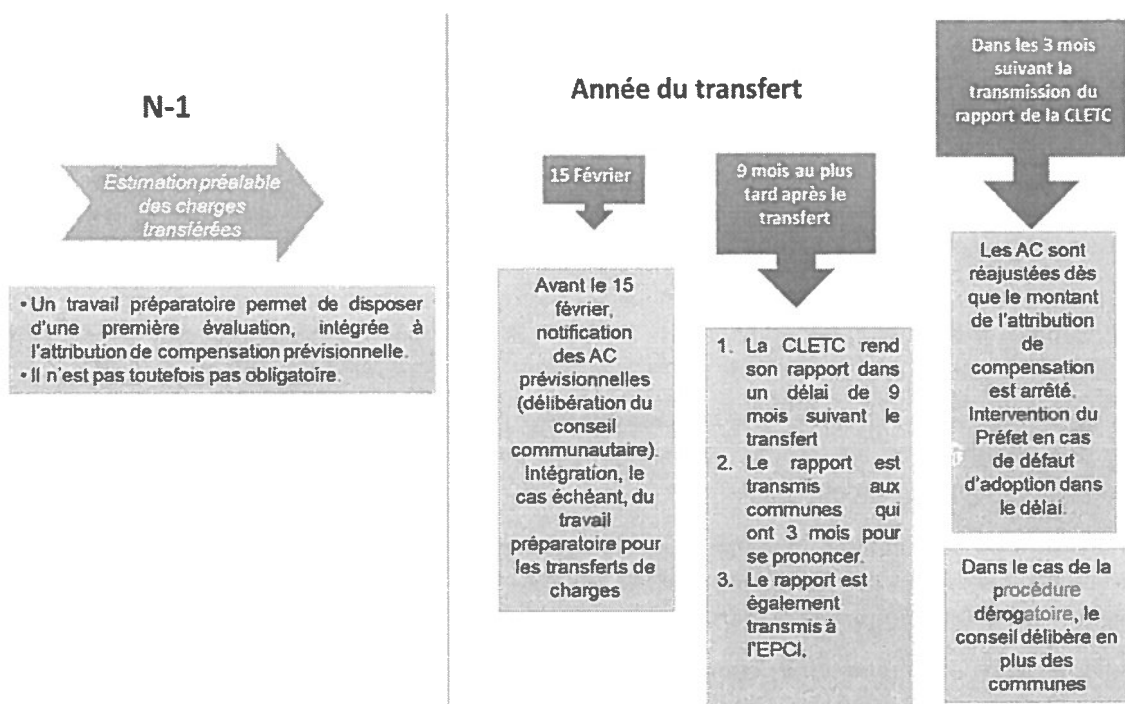 N-1
Estimation préalable
des charges
transférées
• Un travail préparatoire permet de disposer
d'une première évaluation, intégrée à
l'attribution de compensation prévisionnelle.
• Il n'est pas toutefois pas obligatoire.
Année du transfert
15 Février
Avant le 15
février,
notification
des AC
prévisionnelles
(délibération du
conseil
communautaire).
Intégration, le
cas échéant, du
travail
préparatoire pour
les transferts de
charges
9 mois au plus
tard après le
transfert
1. La CLETC rend
son rapport dans
un délai de 9
mois suivant le
transfert
2. Le rapport est
transmis aux
communes qui
ont 3 mois pour
se prononcer.
3. Le rapport est
également
transmis à
l'EPCI.
Dans les 3 mois
suivant la
transmission du
rapport de la CLETC
Les AC sont
réajustées dès
que le montant
de l'attribution
de
compensation
est arrêté.
Intervention du
Préfet en cas
de défaut
d'adoption dans
le délai.
Dans le cas de la
procédure
dérogatoire, le
conseil délibère en
plus des
communes